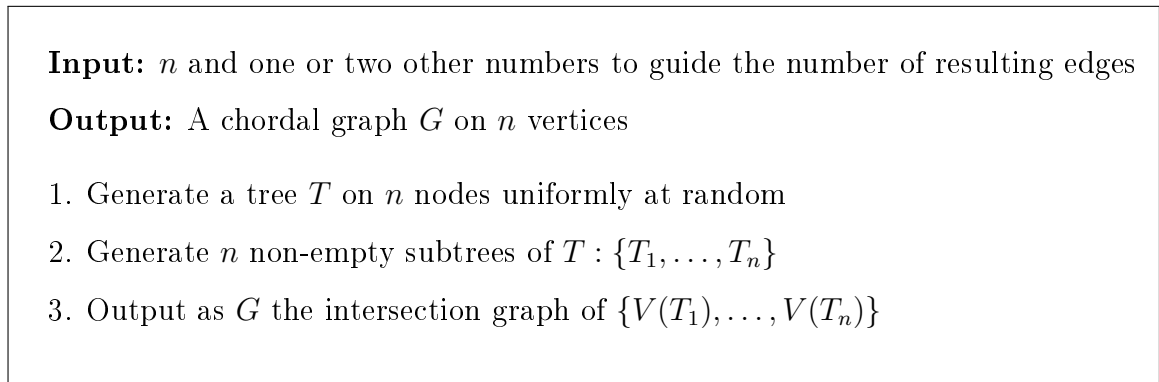 Input: n and one or two other numbers to guide the number of resulting edges
Output: A chordal graph G on n vertices
1. Generate a tree T on n nodes uniformly at random
2. Generate n non-empty subtrees of T : {T₁, . . . , Tₙ}
3. Output as G the intersection graph of {V(T₁), . . . , V(Tₙ)}